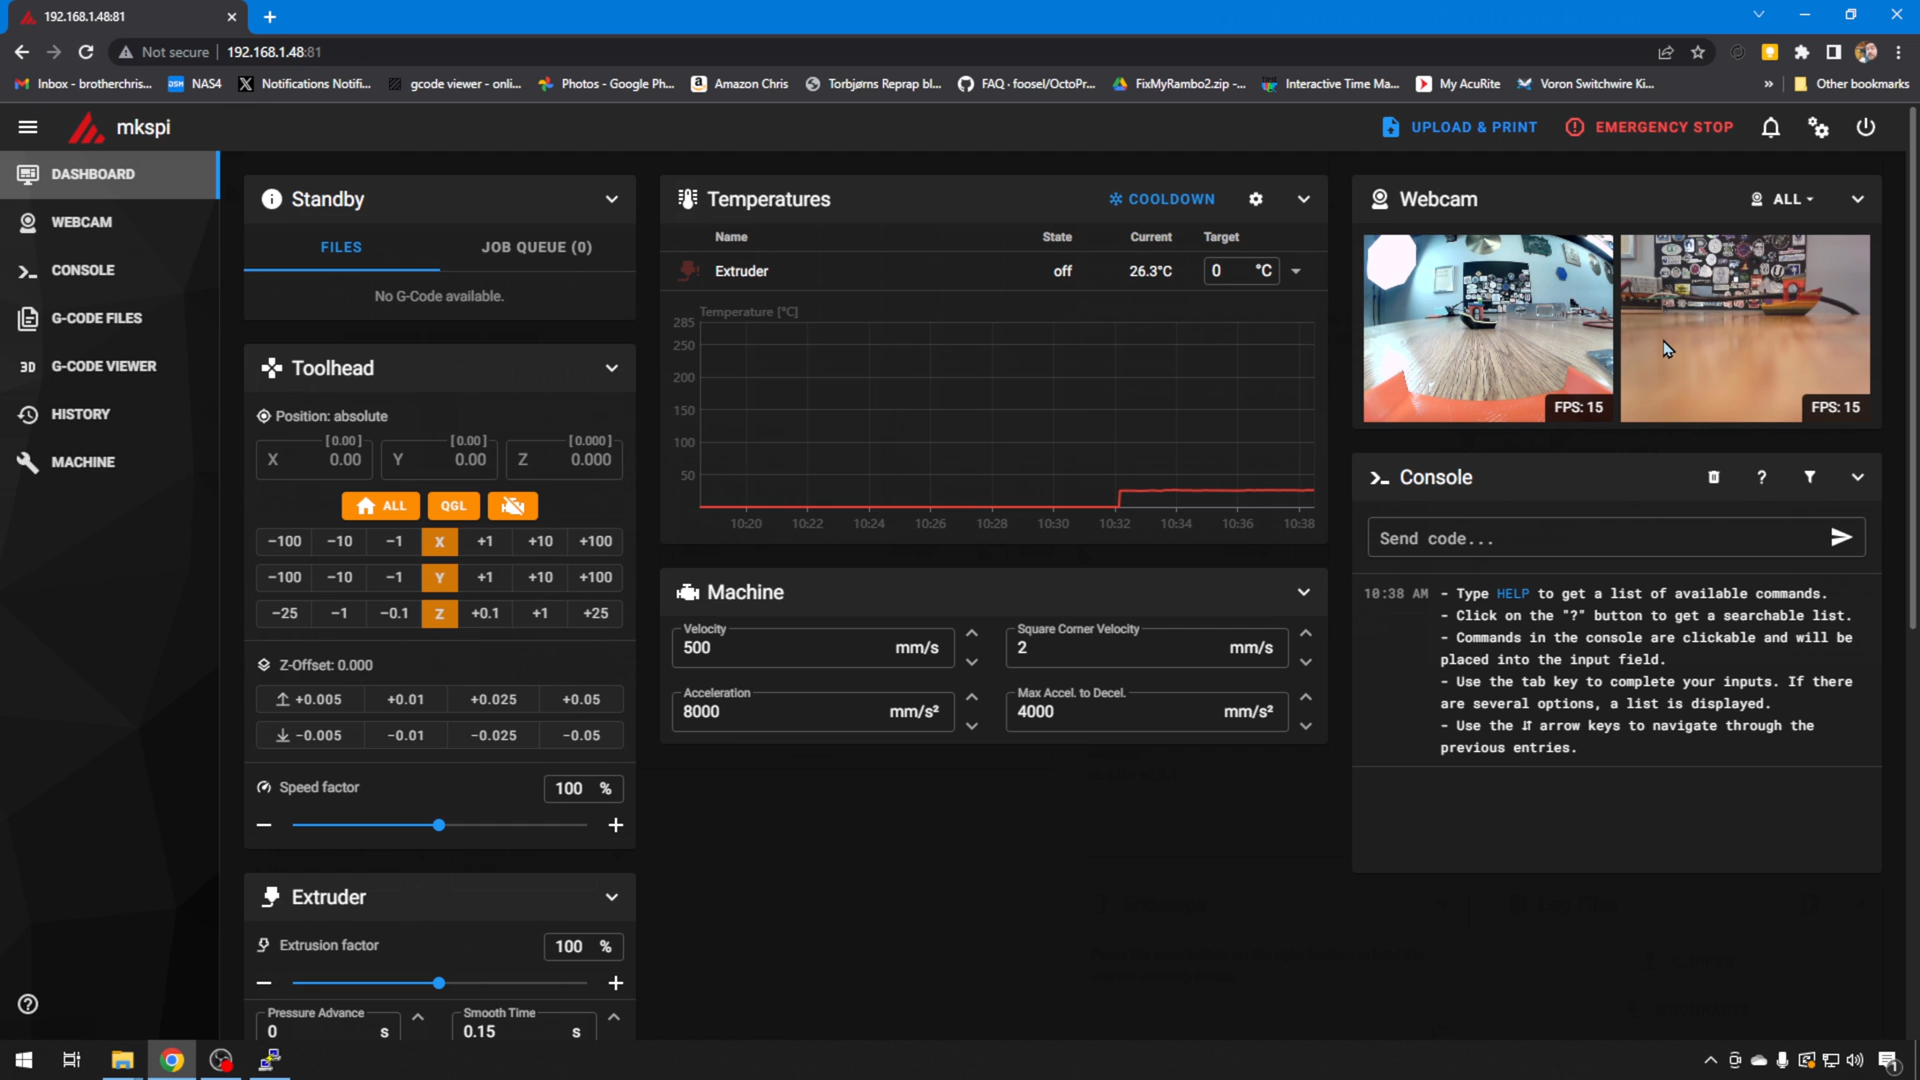 192.168.1.48:81
Not secure
192.168.1.48:81
Inbox - brotherchris...
DSM
NAS4
Notifications Notifi...
gcode viewer - onli...
Photos - Google Ph...
Amazon Chris
Torbjørns Reprap bl...
FAQ · foosel/OctoPr...
FixMyRambo2.zip -...
Interactive Time Ma...
My AcuRite
Voron Switchwire Ki...
»
Other bookmarks
mkspi
UPLOAD & PRINT
EMERGENCY STOP
DASHBOARD
WEBCAM
CONSOLE
G-CODE FILES
3D G-CODE VIEWER
HISTORY
MACHINE
Standby
FILES
JOB QUEUE (0)
No G-Code available.
Toolhead
Position: absolute
[0.00] [0.00] [0.000]
X 0.00 Y 0.00 Z 0.000
ALL QGL
−100 −10 −1 X +1 +10 +100
−100 −10 −1 Y +1 +10 +100
−25 −1 −0.1 Z +0.1 +1 +25
Z-Offset: 0.000
+0.005 +0.01 +0.025 +0.05
−0.005 −0.01 −0.025 −0.05
Speed factor 100 %
Extruder
Extrusion factor 100 %
Pressure Advance
0 s
Smooth Time
0.15 s
Temperatures
COOLDOWN
Name State Current Target
Extruder off 26.3°C 0 °C
Temperature [°C]
285
250
200
150
100
50
10:20 10:22 10:24 10:26 10:28 10:30 10:32 10:34 10:36 10:38
Machine
Velocity
500 mm/s
Square Corner Velocity
2 mm/s
Acceleration
8000 mm/s²
Max Accel. to Decel.
4000 mm/s²
Webcam
ALL
FPS: 15
FPS: 15
Console
?
Send code...
10:38 AM - Type HELP to get a list of available commands.
- Click on the "?" button to get a searchable list.
- Commands in the console are clickable and will be
placed into the input field.
- Use the tab key to complete your inputs. If there
are several options, a list is displayed.
- Use the ⇵ arrow keys to navigate through the
previous entries.
1